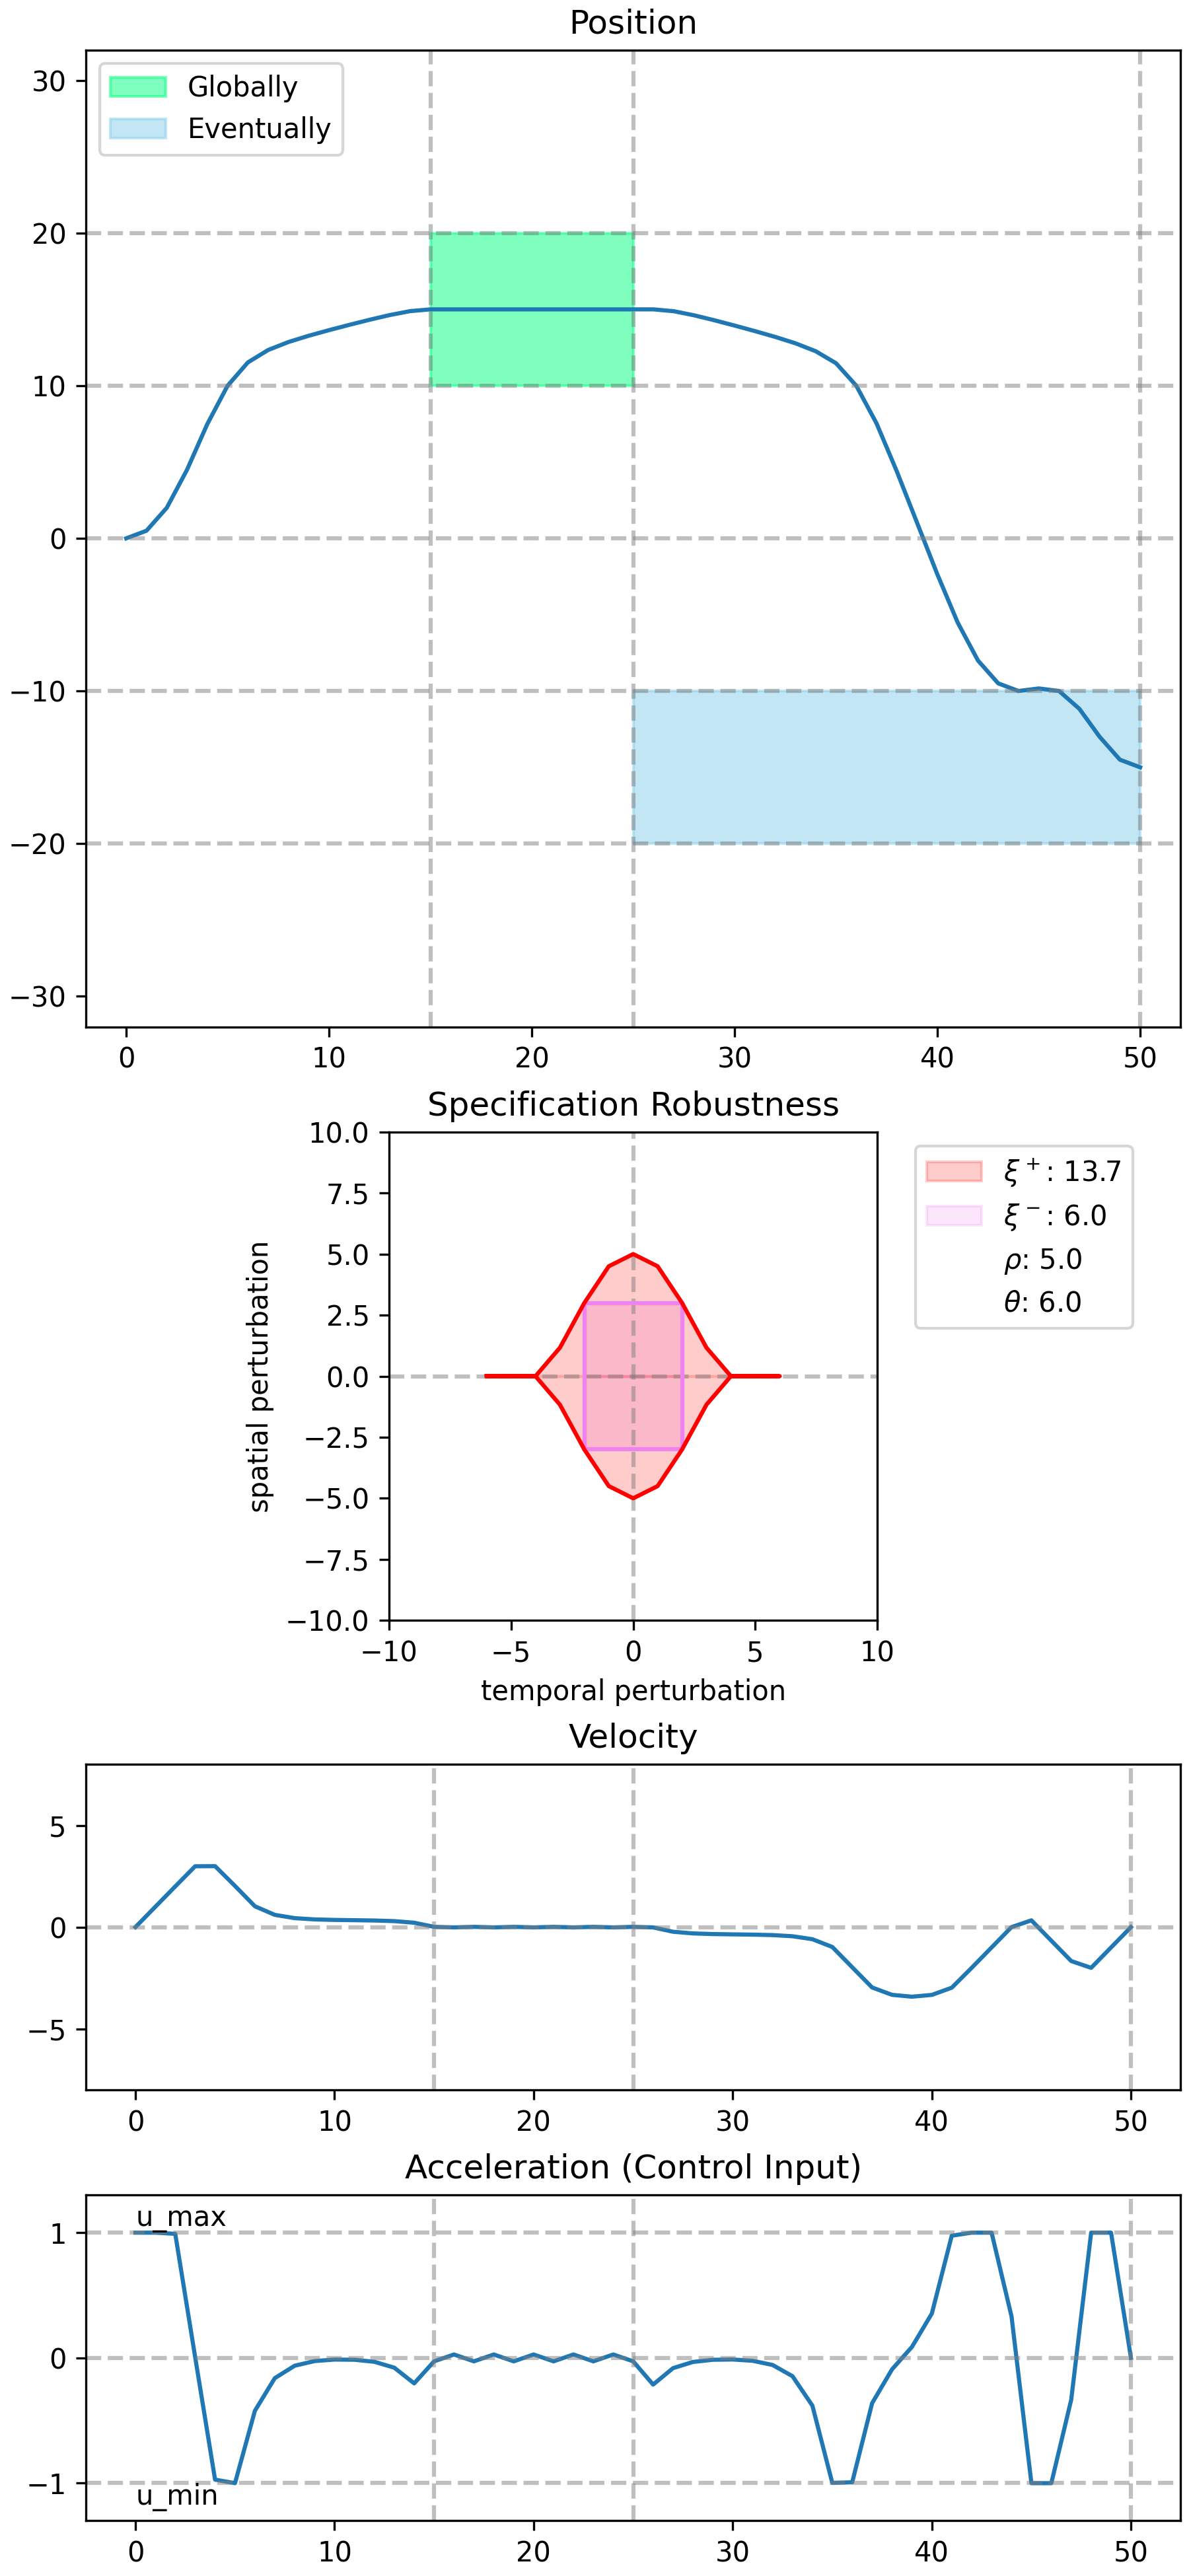 Position
30
Globally
Eventually
20
10
0
−10
−20
−30
0 10 20 30 40 50
Specification Robustness
10.0
7.5
5.0
2.5
0.0
−2.5
−5.0
−7.5
−10.0
spatial perturbation
−10 −5 0 5 10
temporal perturbation
ξ⁺: 13.7
ξ⁻: 6.0
ρ: 5.0
θ: 6.0
Velocity
5
0
−5
0 10 20 30 40 50
Acceleration (Control Input)
u_max
1
0
−1
u_min
0 10 20 30 40 50